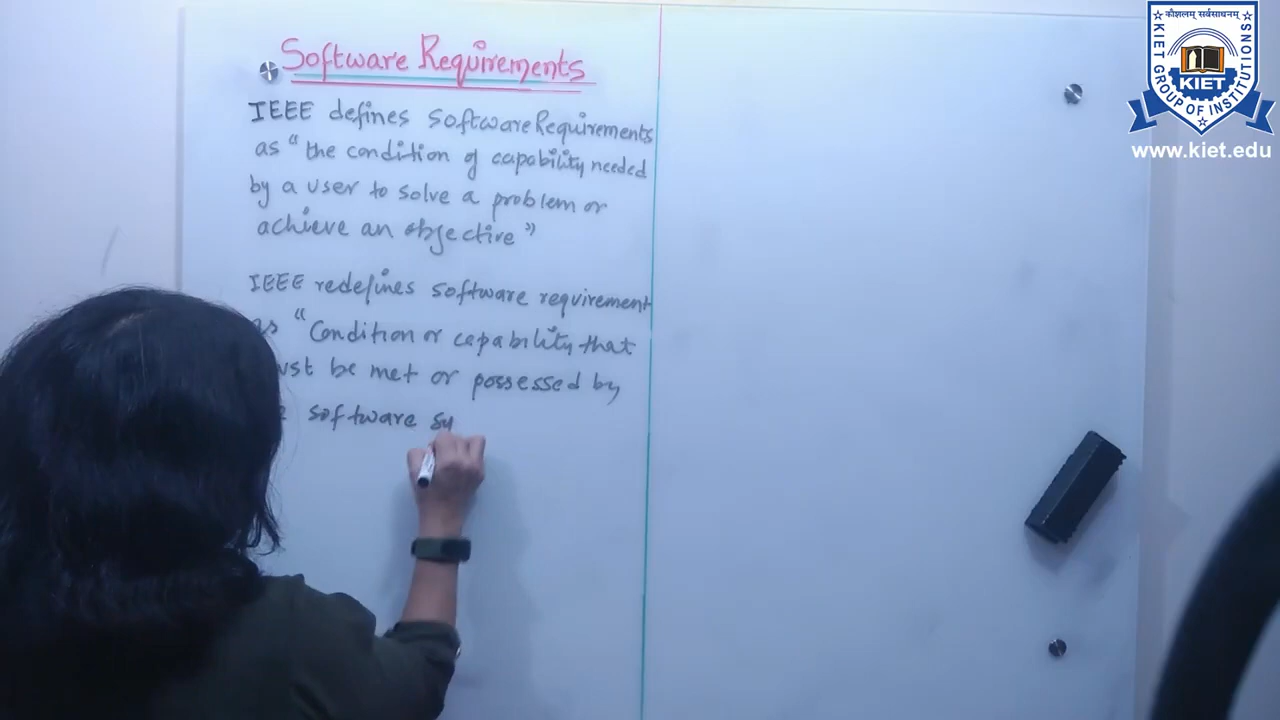 Software Requirements
IEEE defines Software Requirements
as "the condition of capability needed
by a user to solve a problem or
achieve an objective"
IEEE redefines software requirement
"Condition or capability that
be met or possessed by
software sy
कौशलम् सर्वसाधनम्
KIET GROUP OF INSTITUTIONS
KIET
www.kiet.edu